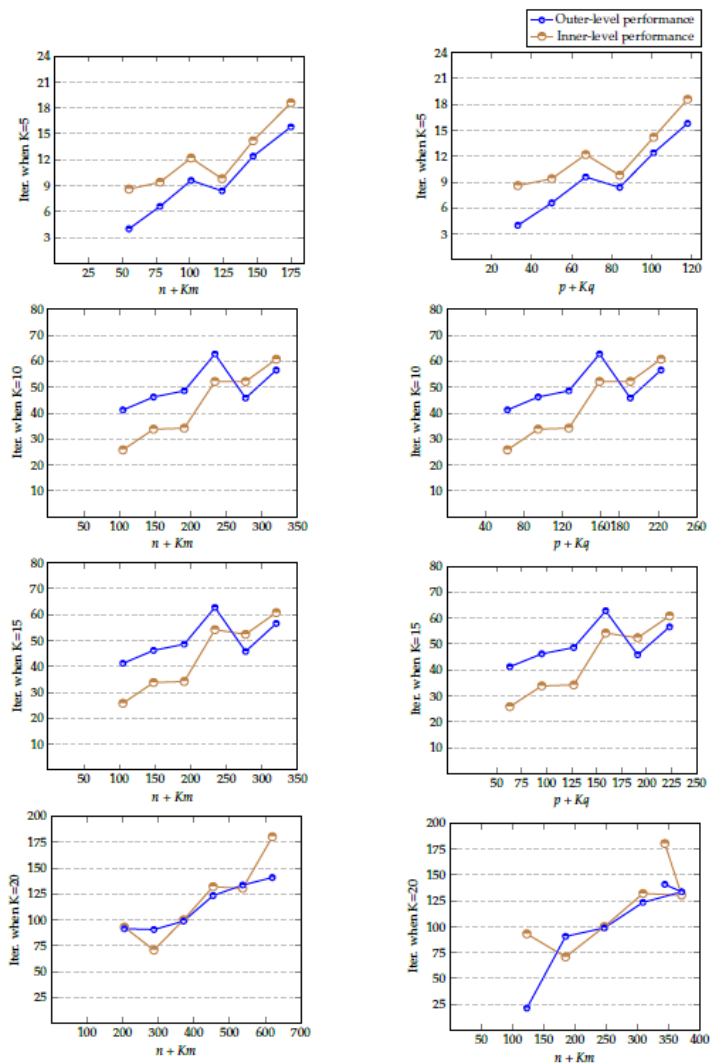 Outer-level performance
Inner-level performance
24
21
18
15
12
9
6
3
Iter. when K=5
25 50 75 100 125 150 175
n + Km
24
21
18
15
12
9
6
3
Iter. when K=5
20 40 60 80 100 120
p + Kq
80
70
60
50
40
30
20
10
Iter. when K=10
50 100 150 200 250 300 350
n + Km
80
70
60
50
40
30
20
10
Iter. when K=10
40 80 120 160 180 220 260
p + Kq
80
70
60
50
40
30
20
10
Iter. when K=15
50 100 150 200 250 300 350
n + Km
80
70
60
50
40
30
20
10
Iter. when K=15
50 75 100 125 150 175 200 225 250
p + Kq
200
175
150
125
100
75
50
25
Iter. when K=20
100 200 300 400 500 600 700
n + Km
200
175
150
125
100
75
50
25
Iter. when K=20
50 100 150 200 250 300 350 400
n + Km